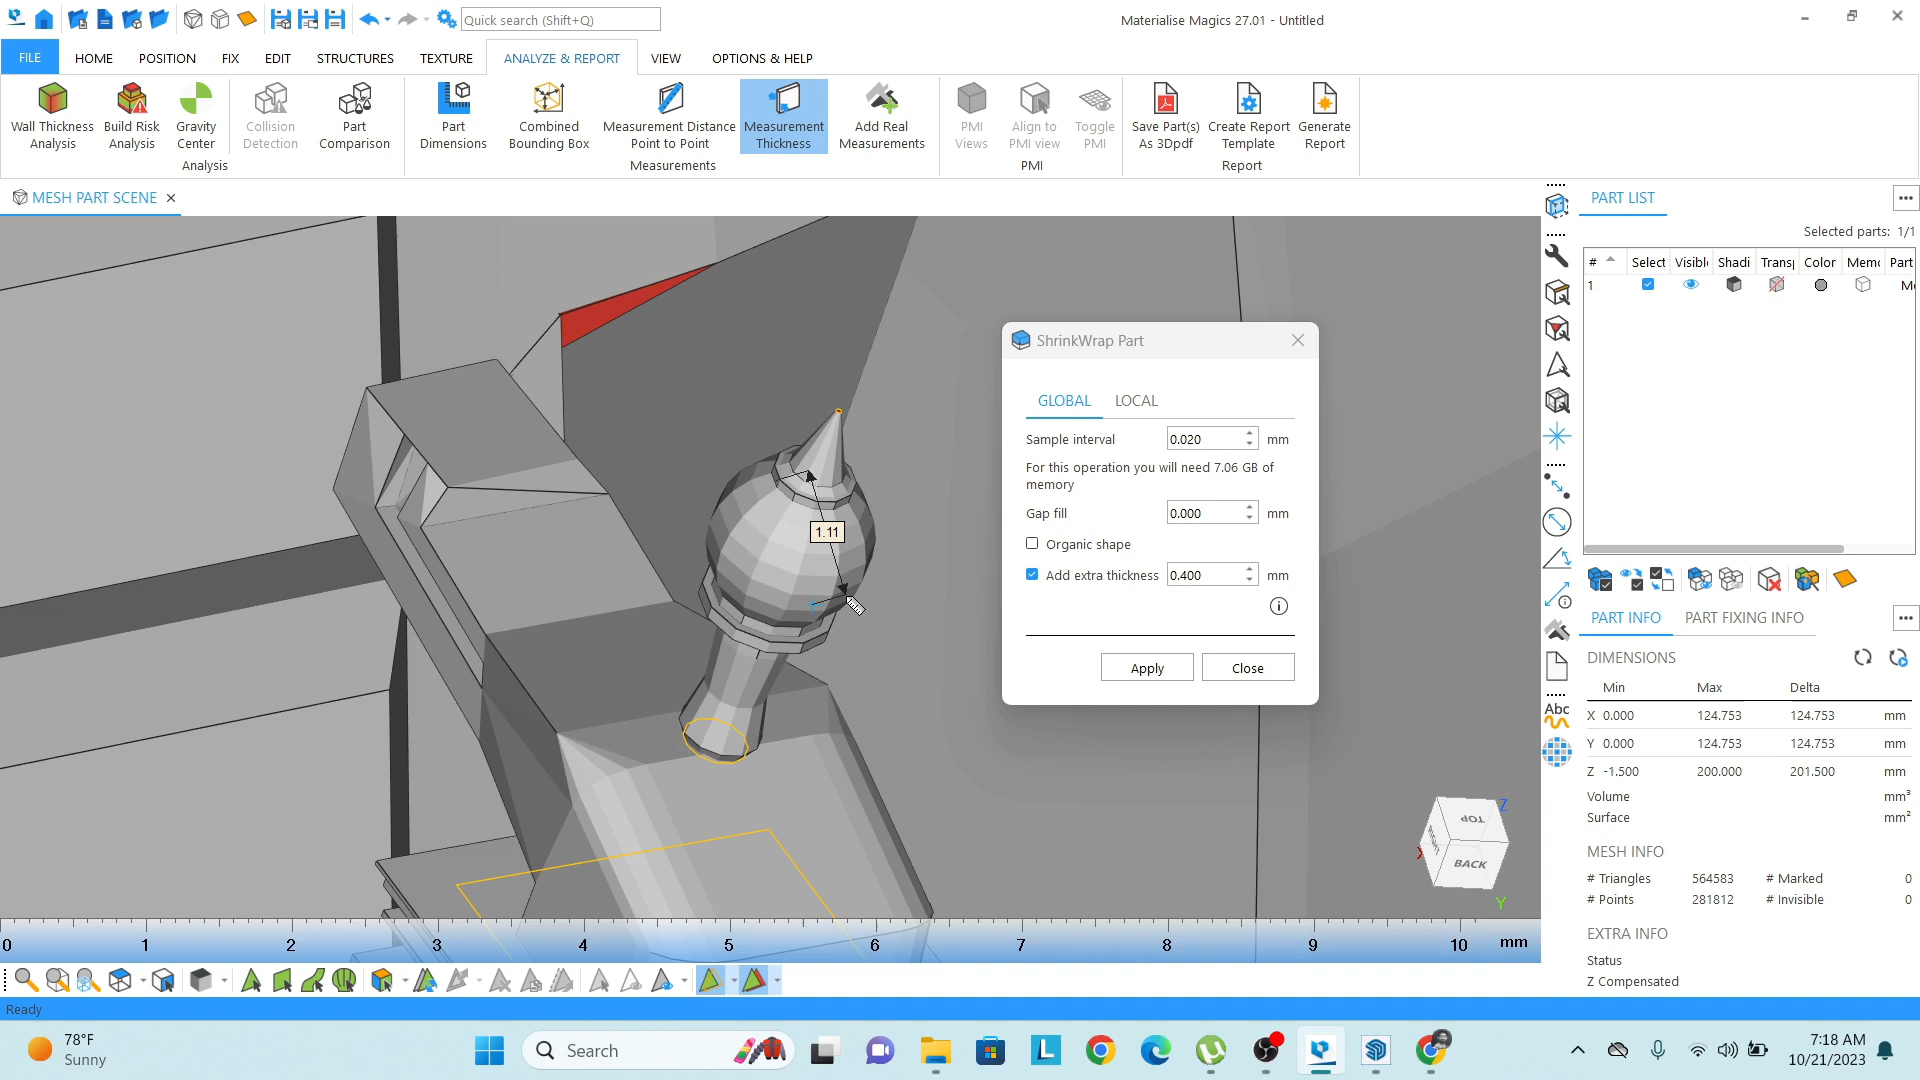 Quick search (Shift+Q)
Materialise Magics 27.01 - Untitled
FILE HOME POSITION FIX EDIT STRUCTURES TEXTURE ANALYZE & REPORT VIEW OPTIONS & HELP
Wall Thickness Analysis
Build Risk Analysis
Gravity Center
Collision Detection
Part Comparison
Part Dimensions
Combined Bounding Box
Measurement Distance Point to Point
Measurement Thickness
Add Real Measurements
PMI Views
Align to PMI view
Toggle PMI
Save Part(s) As 3Dpdf
Create Report Template
Generate Report
Analysis Measurements PMI Report
MESH PART SCENE
PART LIST
Selected parts: 1/1
# Select Visibl Shadi Trans Color Mem Part
1 M
ShrinkWrap Part
GLOBAL LOCAL
Sample interval 0.020 mm
For this operation you will need 7.06 GB of
memory
Gap fill 0.000 mm
Organic shape
Add extra thickness 0.400 mm
Apply Close
1.11
Abc
PART INFO PART FIXING INFO
DIMENSIONS
Min Max Delta
X 0.000 124.753 124.753 mm
Y 0.000 124.753 124.753 mm
Z -1.500 200.000 201.500 mm
Volume mm³
Surface mm²
MESH INFO
# Triangles 564583 # Marked 0
# Points 281812 # Invisible 0
EXTRA INFO
Status
Z Compensated
TOP
RIGHT
BACK
X
Y
Z
0 1 2 3 4 5 6 7 8 9 10 mm
Ready
78°F
Sunny
Search
7:18 AM
10/21/2023